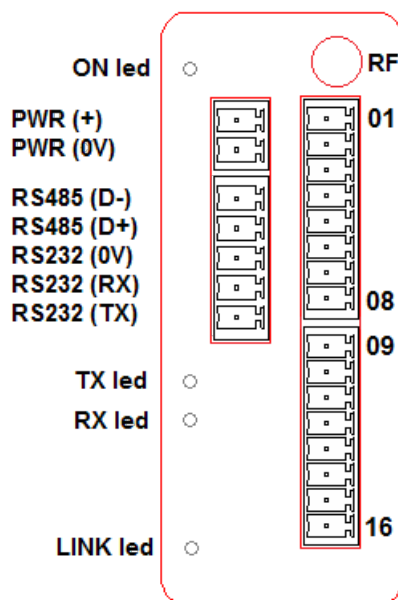 ON led
RF
PWR (+)
01
PWR (0V)
RS485 (D-)
RS485 (D+)
RS232 (0V)
RS232 (RX)
08
RS232 (TX)
09
TX led
RX led
16
LINK led